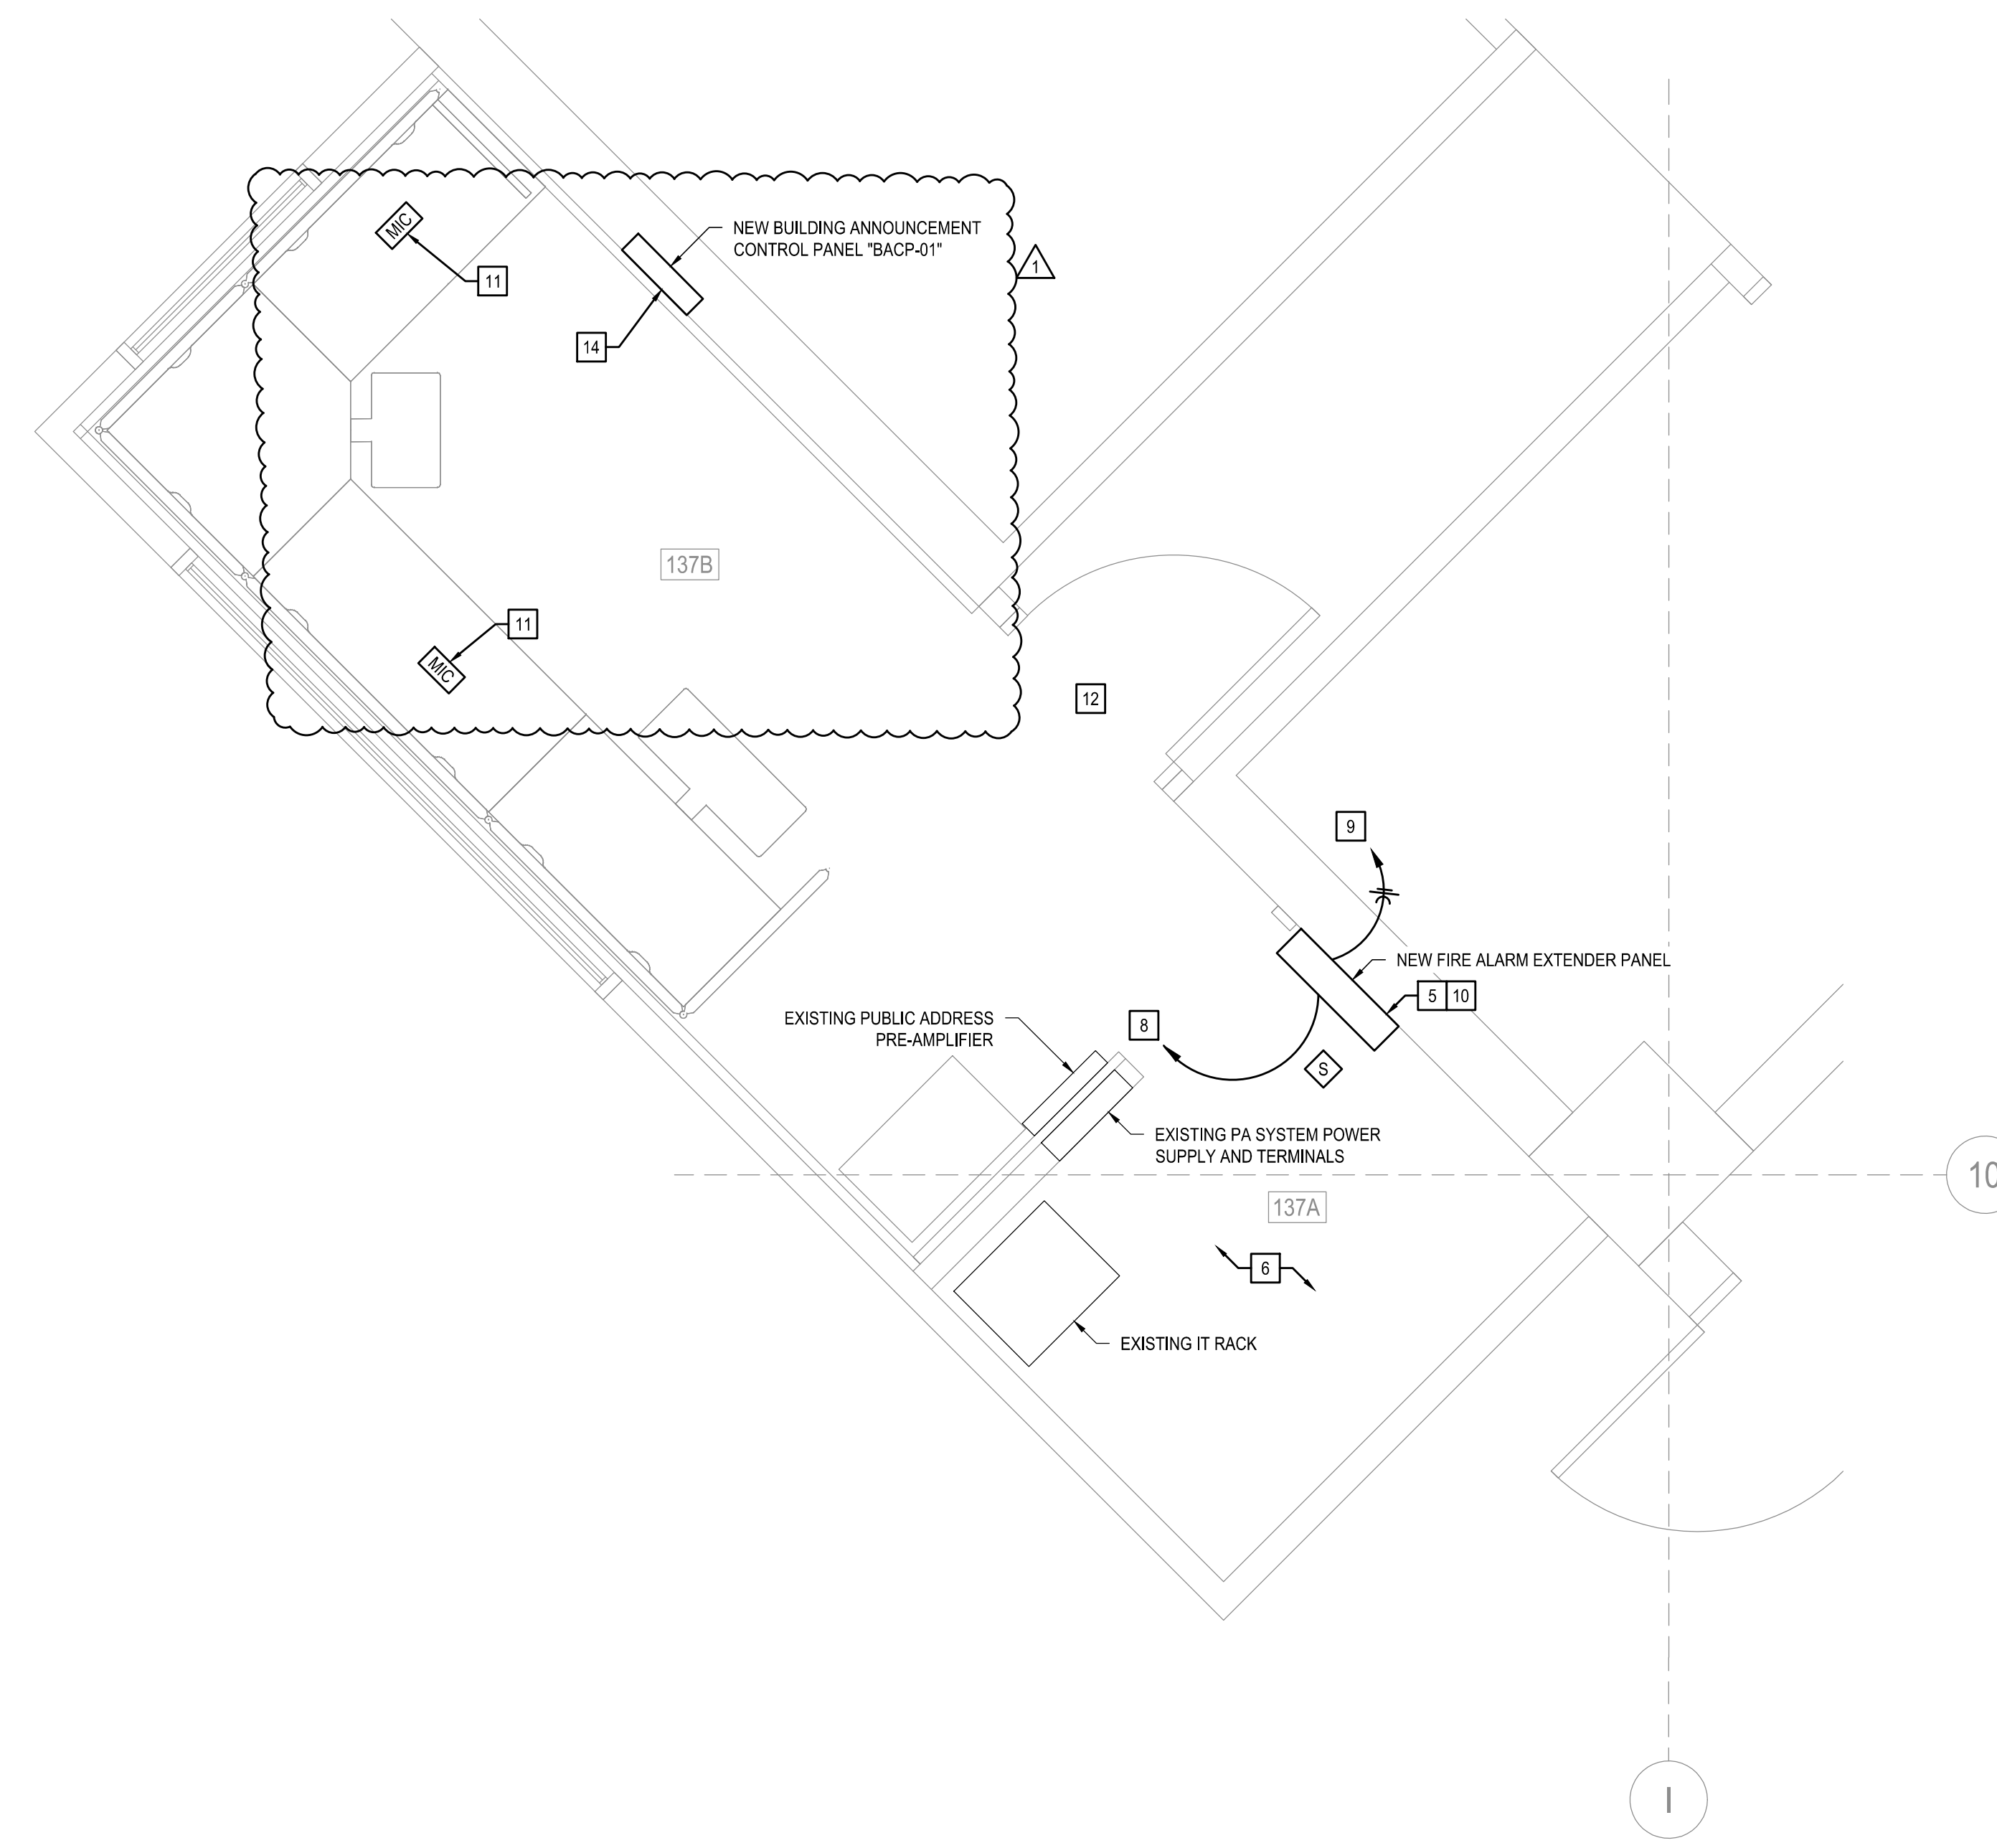 NEW BUILDING ANNOUNCEMENT
CONTROL PANEL "BACP-01"
MIC
11
1
14
137B
11
MIC
12
9
NEW FIRE ALARM EXTENDER PANEL
5 10
EXISTING PUBLIC ADDRESS
PRE-AMPLIFIER
8
S
EXISTING PA SYSTEM POWER
SUPPLY AND TERMINALS
10
137A
6
EXISTING IT RACK
I